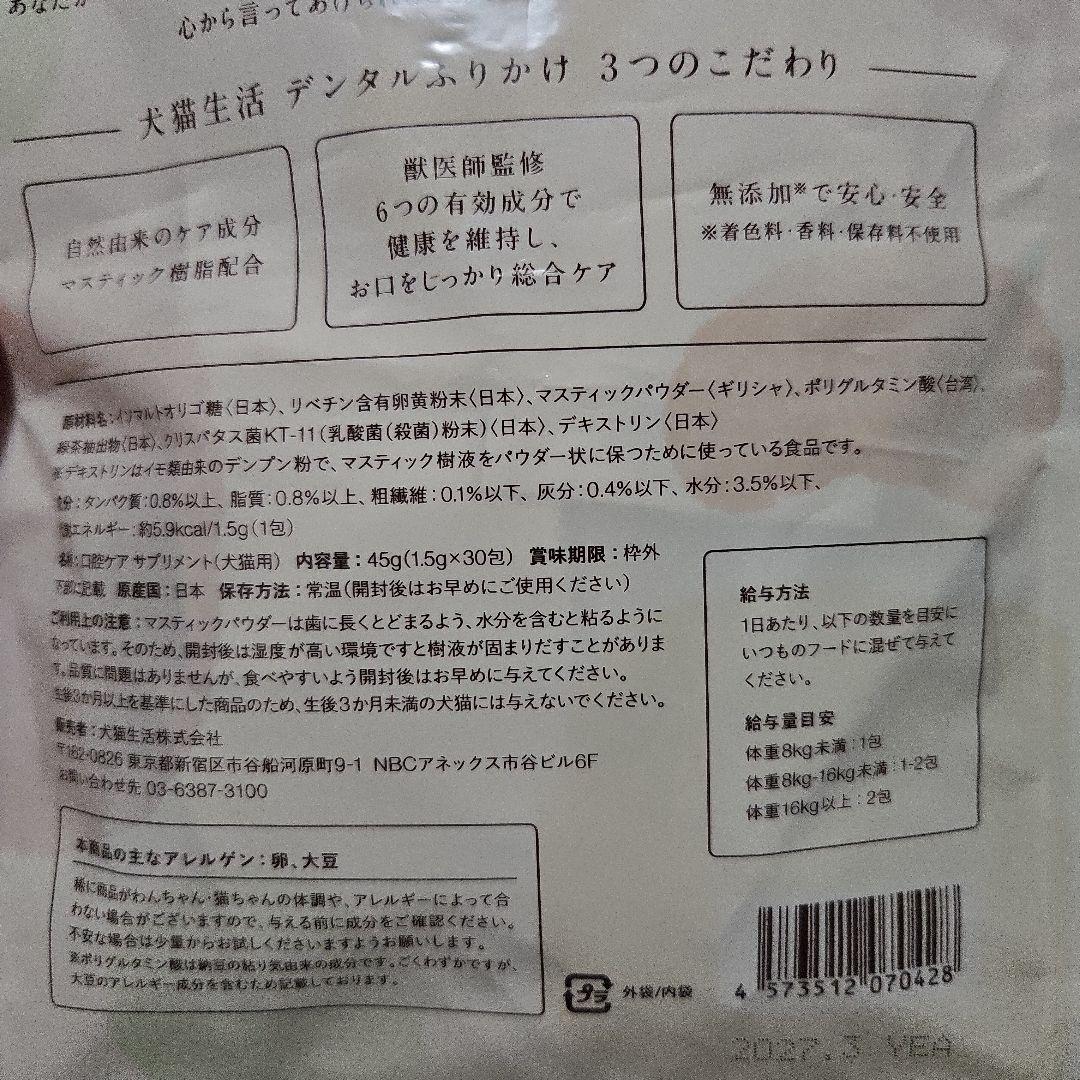 あなたが
心から言ってあげられ
犬猫生活 デンタルふりかけ 3つのこだわり
自然由来のケア成分
マスティック樹脂配合
獣医師監修
6つの有効成分で
健康を維持し、
お口をじっかり総合ケア
無添加※で安心・安全
※着色料・香料・保存料不使用
原材料名：イソマルトオリゴ糖〈日本〉、リベチン含有卵黄粉末〈日本〉、マスティックパウダー〈ギリシャ〉、ポリグルタミン酸〈台湾〉、
緑茶抽出物〈日本〉、クリスパタス菌KT-11（乳酸菌（殺菌）粉末）〈日本〉、デキストリン〈日本〉
※デキストリンはイモ類由来のデンプン粉で、マスティック樹液をパウダー状に保つために使っている食品です。
成分：タンパク質：0.8%以上、脂質：0.8%以上、粗繊維：0.1%以下、灰分：0.4%以下、水分：3.5%以下、
エネルギー：約5.9kcal/1.5g（1包）
名称：口腔ケア サプリメント（犬猫用） 内容量：45g（1.5g×30包） 賞味期限：枠外
下部に記載 原産国：日本 保存方法：常温（開封後はお早めにご使用ください）
ご利用上の注意：マスティックパウダーは歯に長くとどまるよう、水分を含むと粘るように
なっています。そのため、開封後は湿度が高い環境ですと樹液が固まりだすことがありま
す。品質に問題はありませんが、食べやすいよう開封後はお早めに与えてください。
生後3か月以上を基準にした商品のため、生後3か月未満の犬猫には与えないでください。
販売者：犬猫生活株式会社
〒162-0826 東京都新宿区市谷船河原町9-1 NBCアネックス市谷ビル6F
お問い合わせ先 03-6387-3100
給与方法
1日あたり、以下の数量を目安に
いつものフードに混ぜて与えて
ください。
給与量目安
体重8kg未満：1包
体重8kg-16kg未満：1-2包
体重16kg以上：2包
本商品の主なアレルゲン：卵、大豆
稀に商品がわんちゃん・猫ちゃんの体調や、アレルギーによって合
わない場合がございますので、与える前に成分をご確認ください。
不安な場合は少量からお試しくださいますようお願いします。
※ポリグルタミン酸は納豆の粘り気由来の成分です。ごくわずかですが、
大豆のアレルギー成分を含むため記載しております。
プラ 外袋/内袋
4 573512 070428
2027.3 YEA